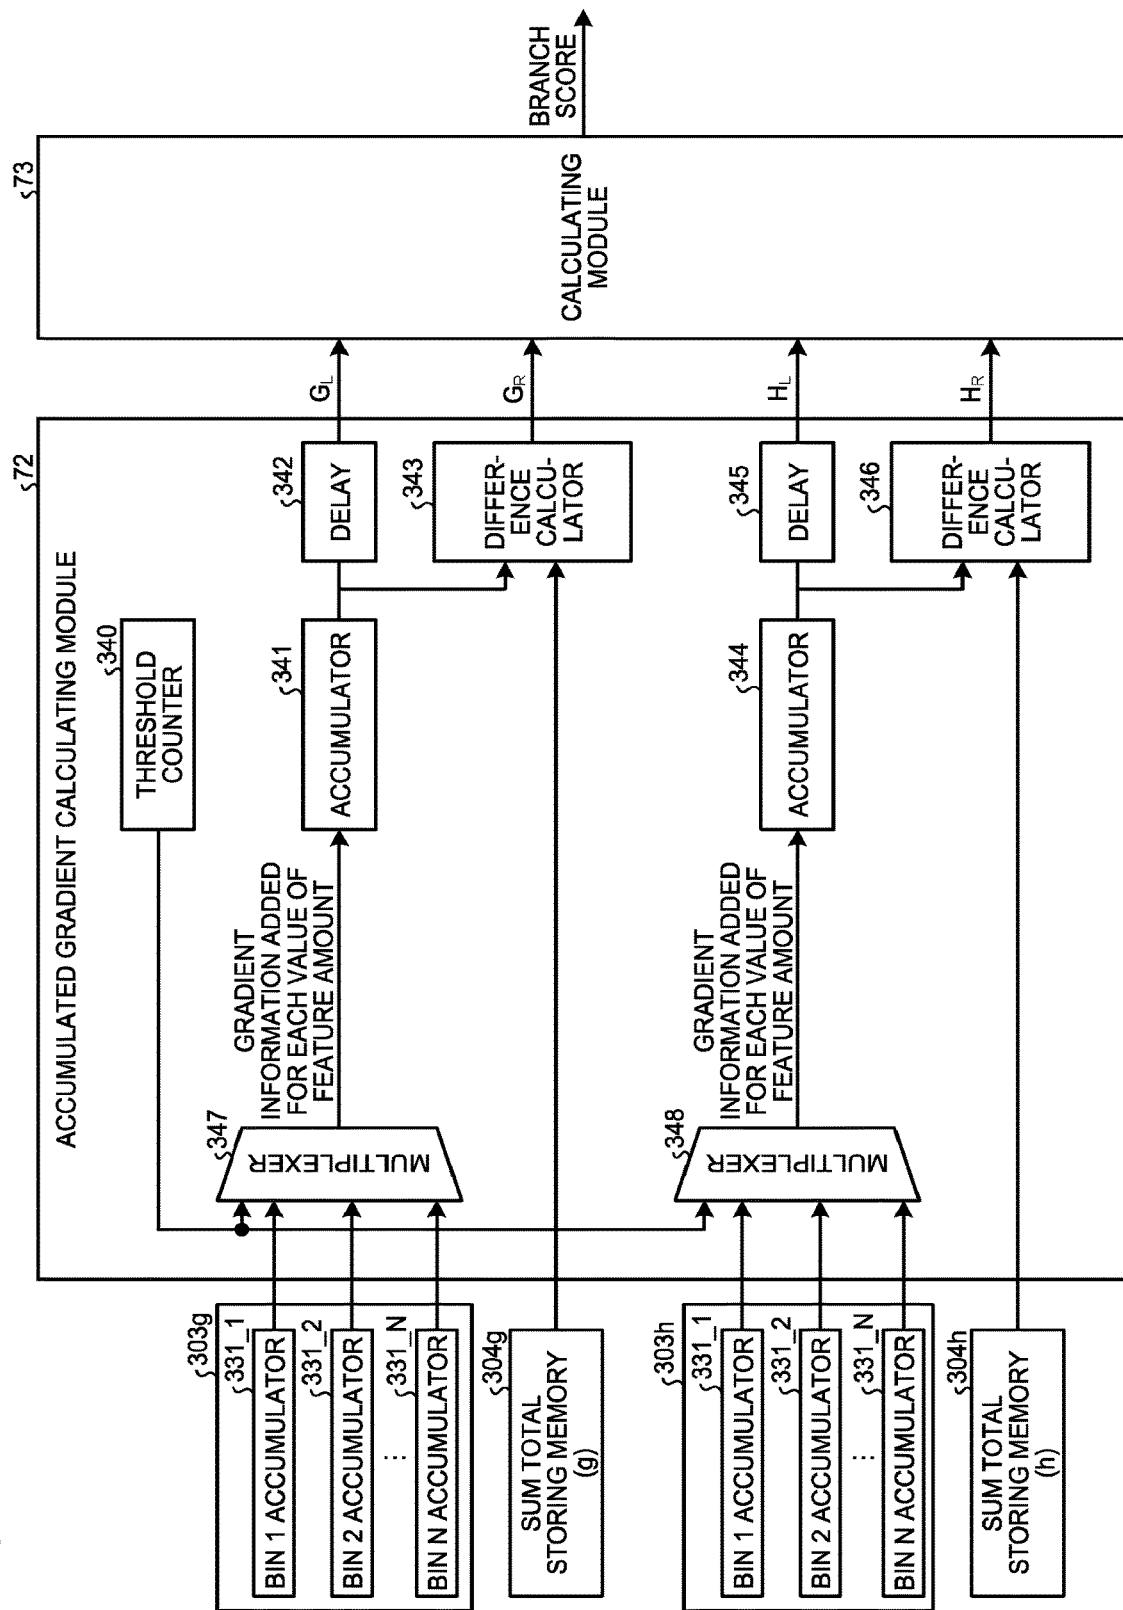 ACCUMULATED GRADIENT CALCULATING MODULE
72
73
303g
331_1
BIN 1 ACCUMULATOR
331_2
BIN 2 ACCUMULATOR
...
331_N
BIN N ACCUMULATOR
304g
SUM TOTAL
STORING MEMORY
(g)
347
MULTIPLEXER
GRADIENT
INFORMATION ADDED
FOR EACH VALUE OF
FEATURE AMOUNT
340
THRESHOLD
COUNTER
341
ACCUMULATOR
342
DELAY
343
DIFFER-
ENCE
CALCU-
LATOR
GL
GR
303h
331_1
BIN 1 ACCUMULATOR
331_2
BIN 2 ACCUMULATOR
...
331_N
BIN N ACCUMULATOR
304h
SUM TOTAL
STORING MEMORY
(h)
348
MULTIPLEXER
GRADIENT
INFORMATION ADDED
FOR EACH VALUE OF
FEATURE AMOUNT
344
ACCUMULATOR
345
DELAY
346
DIFFER-
ENCE
CALCU-
LATOR
HL
HR
CALCULATING
MODULE
BRANCH
SCORE